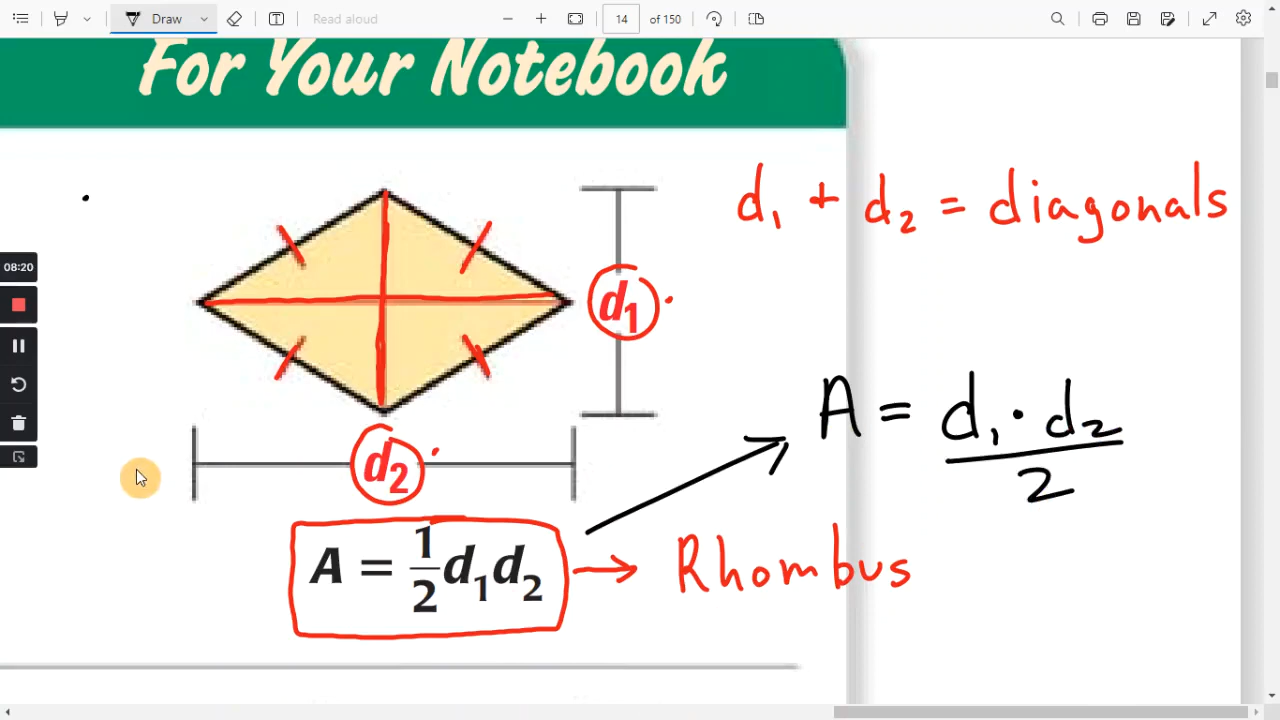 Draw
Read aloud
14 of 150
For Your Notebook
d₁ + d₂ = diagonals
08:20
d₁
A = d₁ · d₂ / 2
d₂
A = 1/2 d₁d₂ → Rhombus